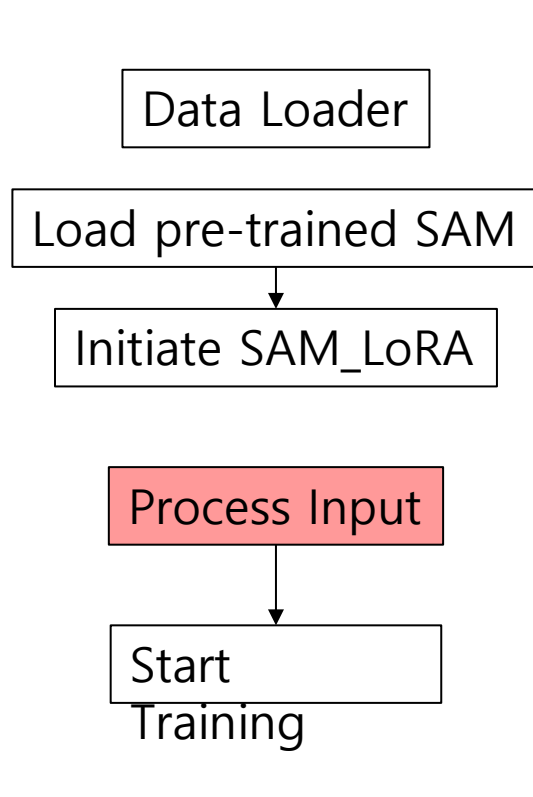 Data Loader
Load pre-trained SAM
Initiate SAM_LoRA
Process Input
Start
Training